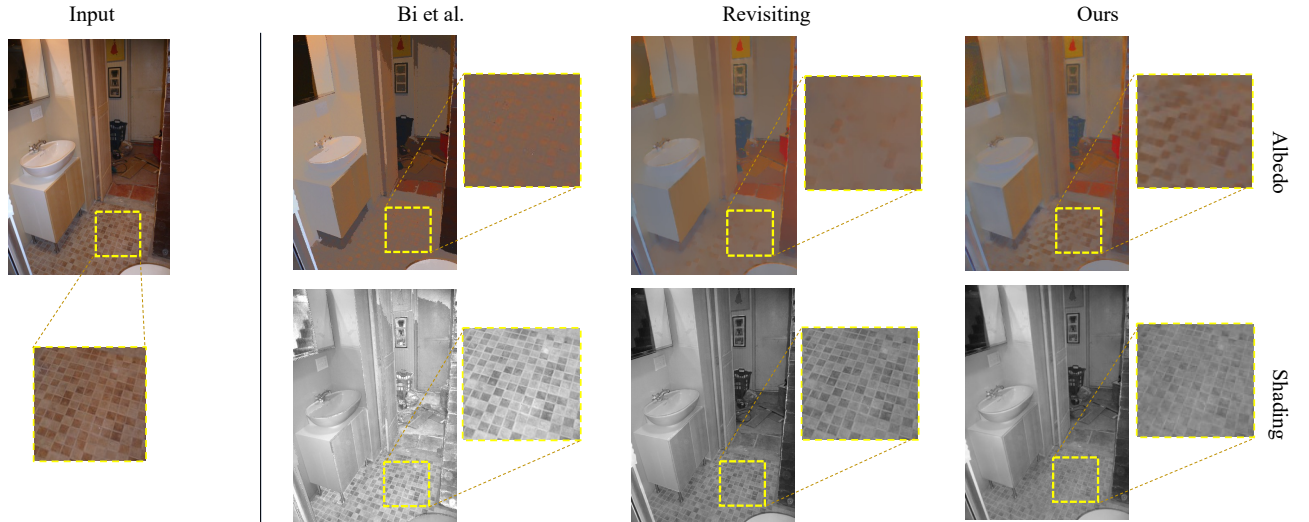 Input
Bi et al.
Revisiting
Ours
Albedo
Shading